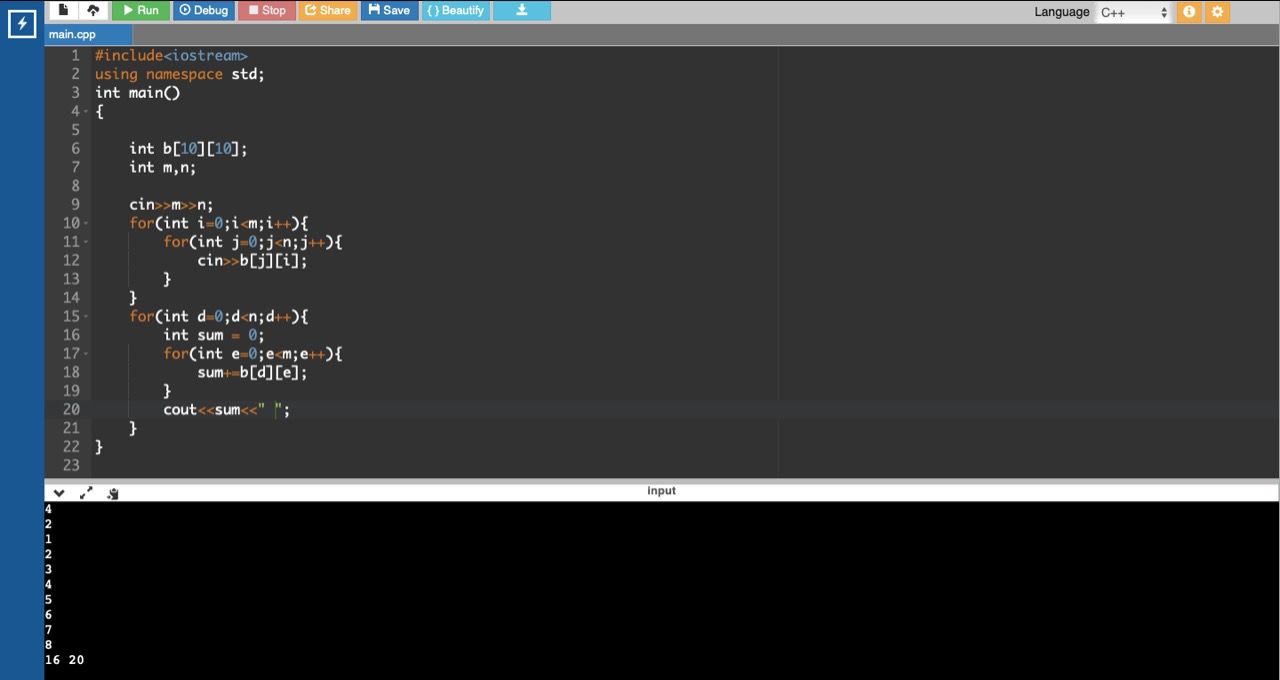 Run Debug Stop Share Save { } Beautify Language C++
main.cpp
1 #include<iostream>
2 using namespace std;
3 int main()
4 {
5
6     int b[10][10];
7     int m,n;
8
9     cin>>m>>n;
10     for(int i=0;i<m;i++){
11         for(int j=0;j<n;j++){
12             cin>>b[j][i];
13         }
14     }
15     for(int d=0;d<n;d++){
16         int sum = 0;
17         for(int e=0;e<m;e++){
18             sum+=b[d][e];
19         }
20         cout<<sum<<" ";
21     }
22 }
23
input
4
2
1
2
3
4
5
6
7
8
16 20